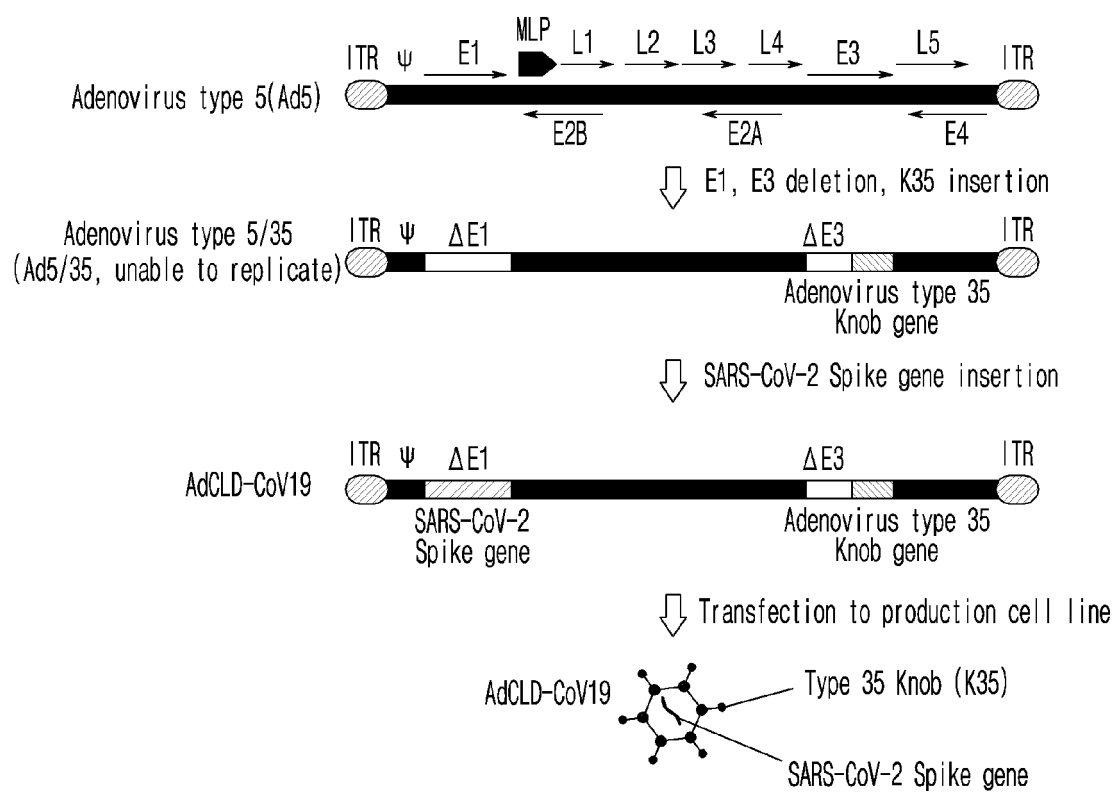 MLP
ITR ψ E1 L1 L2 L3 L4 E3 L5 ITR
Adenovirus type 5(Ad5)
E2B E2A E4
E1, E3 deletion, K35 insertion
Adenovirus type 5/35
(Ad5/35, unable to replicate)
ITR ψ ΔE1 ΔE3 ITR
Adenovirus type 35
Knob gene
SARS-CoV-2 Spike gene insertion
ITR ψ ΔE1 ΔE3 ITR
AdCLD-CoV19
SARS-CoV-2
Spike gene
Adenovirus type 35
Knob gene
Transfection to production cell line
AdCLD-CoV19
Type 35 Knob (K35)
SARS-CoV-2 Spike gene